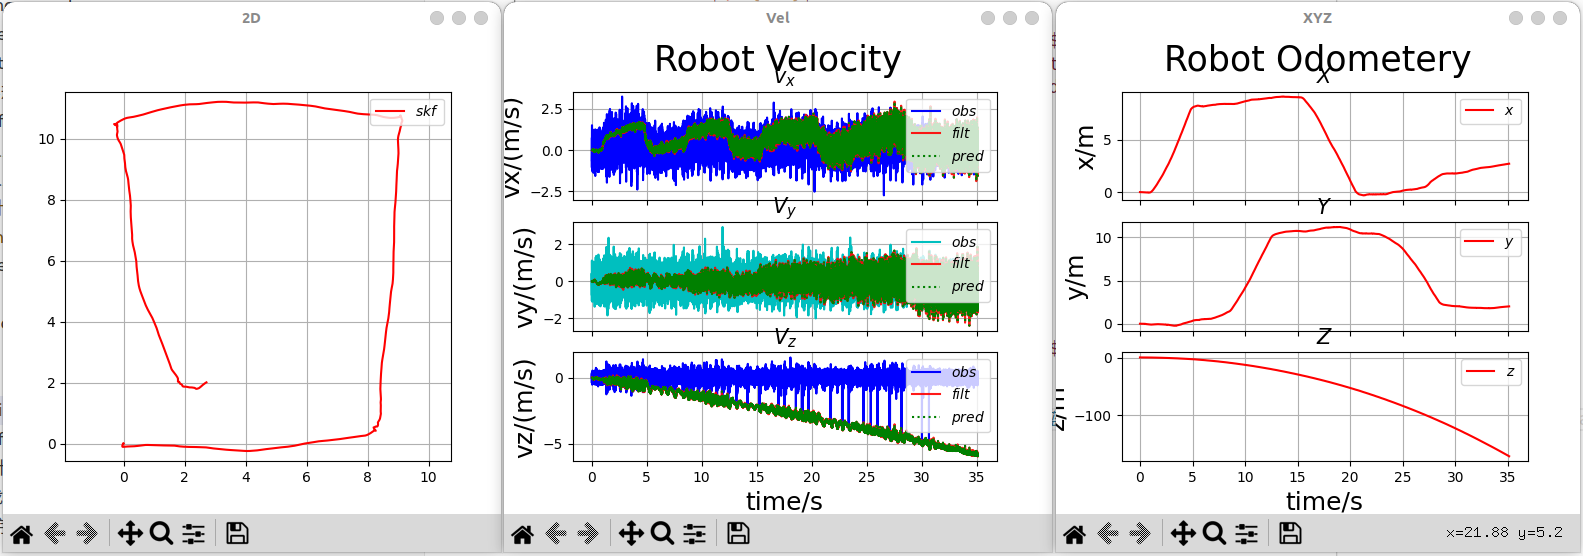 2D
skf
10
8
6
4
2
0
0 2 4 6 8 10
Vel
Robot Velocity
Vx
vx/(m/s)
2.5
0.0
−2.5
obs
filt
pred
Vy
vy/(m/s)
2
0
−2
obs
filt
pred
Vz
vz/(m/s)
0
−5
obs
filt
pred
0 5 10 15 20 25 30 35
time/s
XYZ
Robot Odometery
X
x/m
5
0
x
Y
y/m
10
5
0
y
Z
z/m
0
−100
z
0 5 10 15 20 25 30 35
time/s
x=21.88 y=5.2